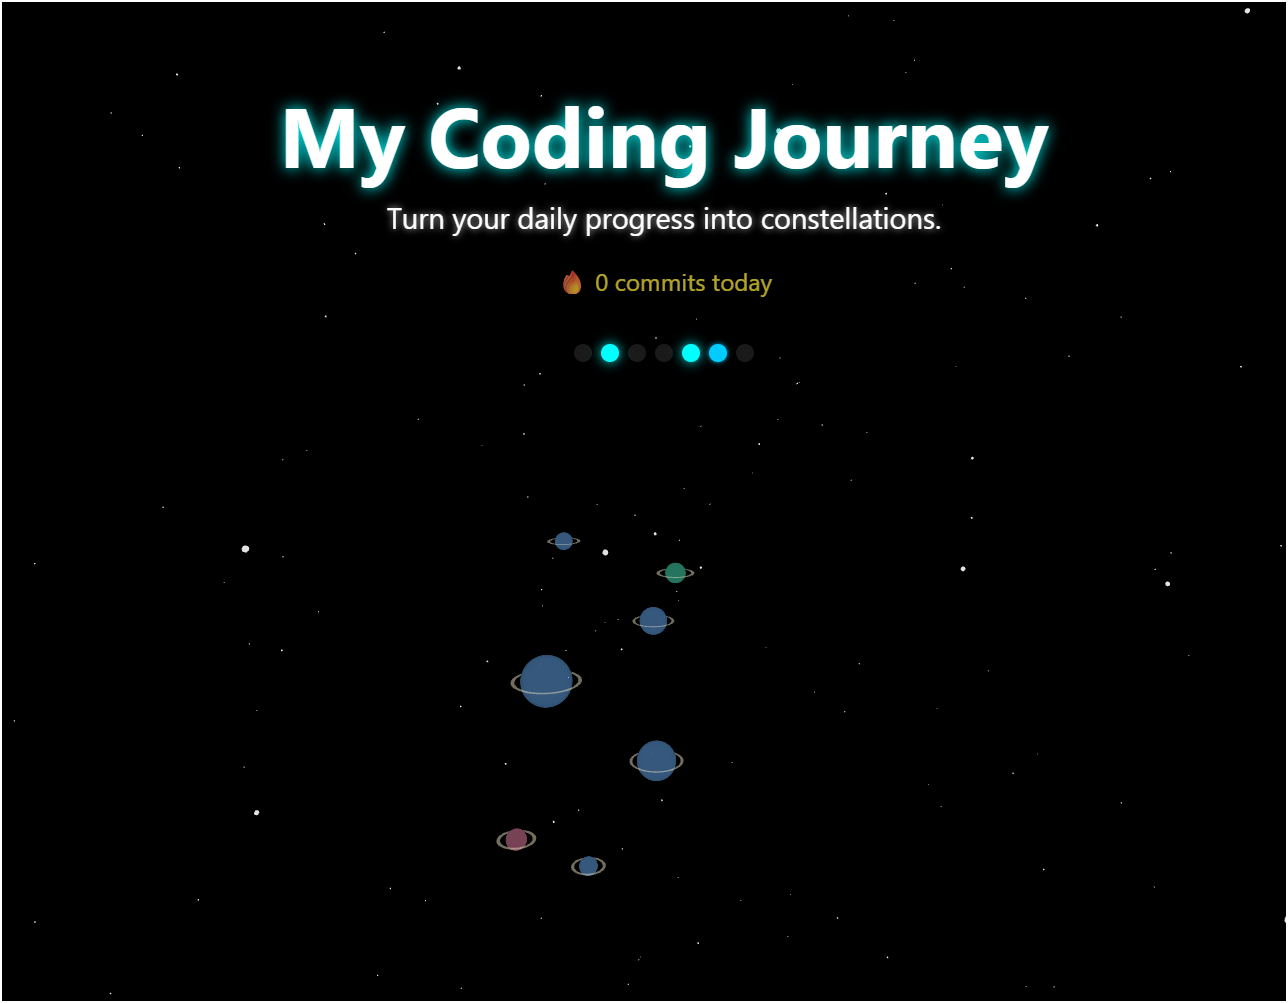 My Coding Journey
Turn your daily progress into constellations.
🔥 0 commits today